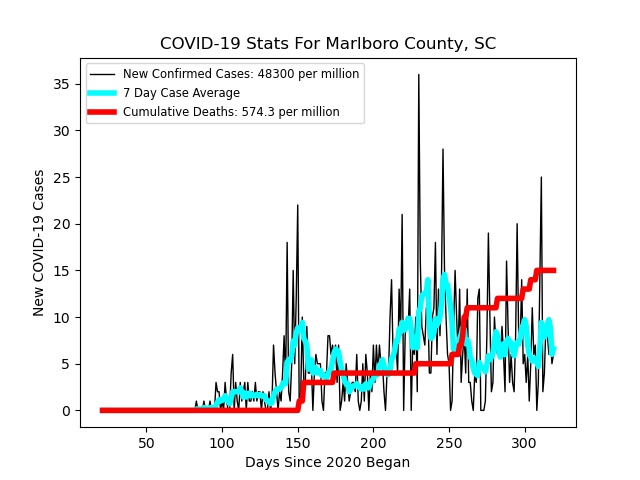 COVID-19 Stats For Marlboro County, SC
New Confirmed Cases: 48300 per million
7 Day Case Average
Cumulative Deaths: 574.3 per million
New COVID-19 Cases
35
30
25
20
15
10
5
0
50 100 150 200 250 300
Days Since 2020 Began